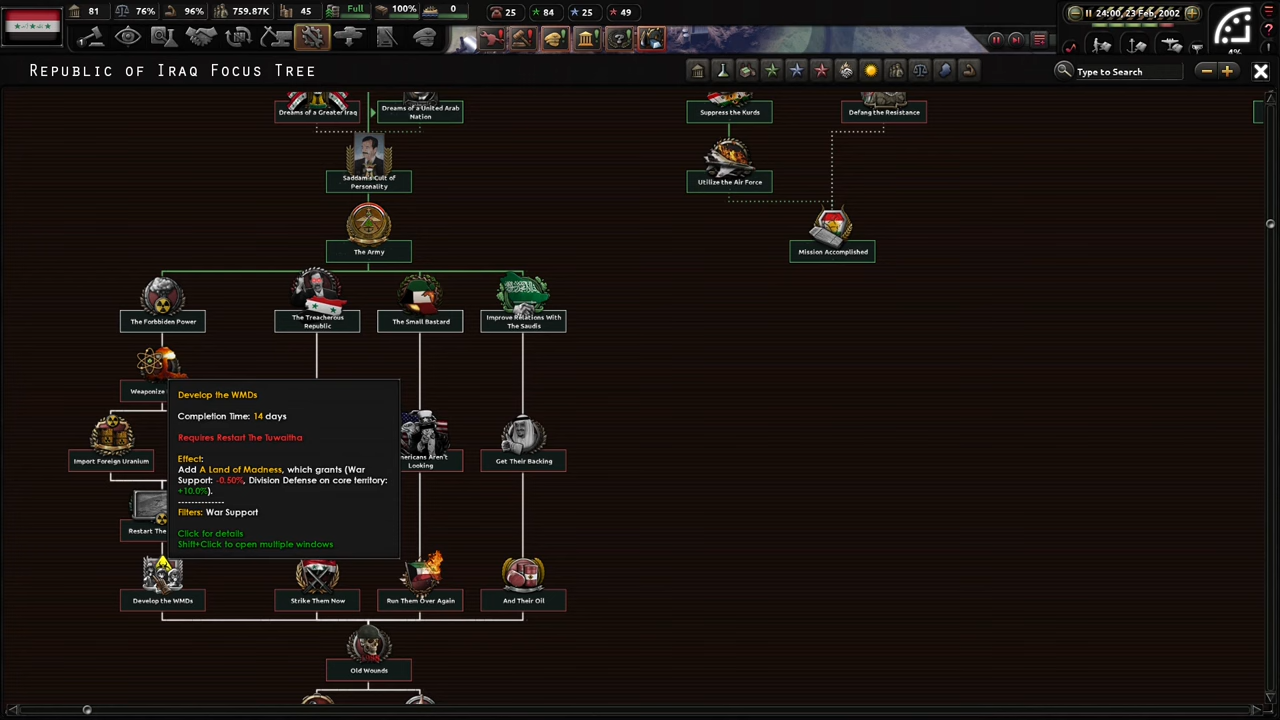 81
76%
96%
759.87K
45
Full
100%
0
25
84
25
49
24:00, 23 Feb, 2002
4%
Republic of Iraq Focus Tree
Type to Search
Dreams of a Greater Iraq
Dreams of a United Arab
Nation
Suppress the Kurds
Defang the Resistance
Saddam's Cult of
Personality
Utilize the Air Force
The Army
Mission Accomplished
The Forbbiden Power
The Treacherous
Republic
The Small Bastard
Improve Relations With
The Saudis
Weaponize
Develop the WMDs
Completion Time: 14 days
Requires Restart The Tuwaitha
Effect:
Add A Land of Madness, which grants (War
Support: -0.50%, Division Defense on core territory:
+10.0%).
--------------
Filters: War Support
Click for details
Shift+Click to open multiple windows
Import Foreign Uranium
Looking
Get Their Backing
Restart The
Develop the WMDs
Strike Them Now
Run Them Over Again
And Their Oil
Old Wounds